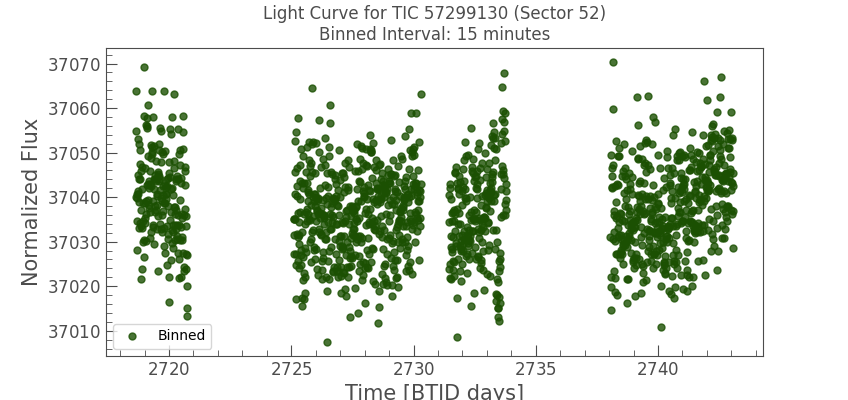 Light Curve for TIC 57299130 (Sector 52)
Binned Interval: 15 minutes
Normalized Flux
37070
37060
37050
37040
37030
37020
37010
Binned
2720 2725 2730 2735 2740
Time [BTJD days]